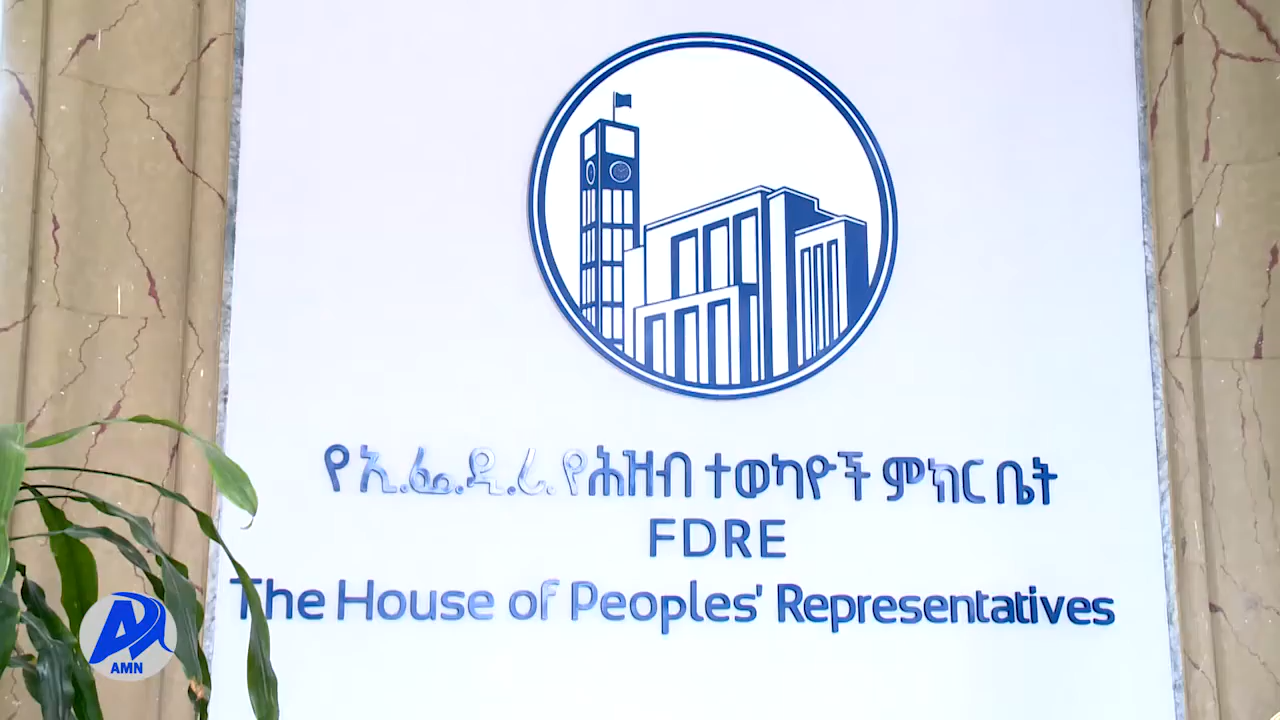 የኢ.ፌ.ዲ.ሪ. የሕዝብ ተወካዮች ምክር ቤት
FDRE
The House of Peoples' Representatives
AMN